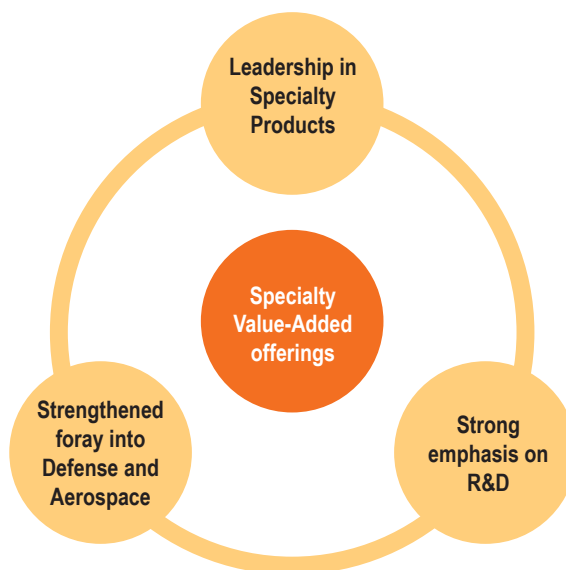 Leadership in
Specialty
Products
Specialty
Value-Added
offerings
Strengthened
foray into
Defense and
Aerospace
Strong
emphasis on
R&D